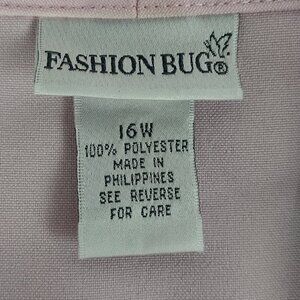 FASHION BUG®
16W
100% POLYESTER
MADE IN
PHILIPPINES
SEE REVERSE
FOR CARE